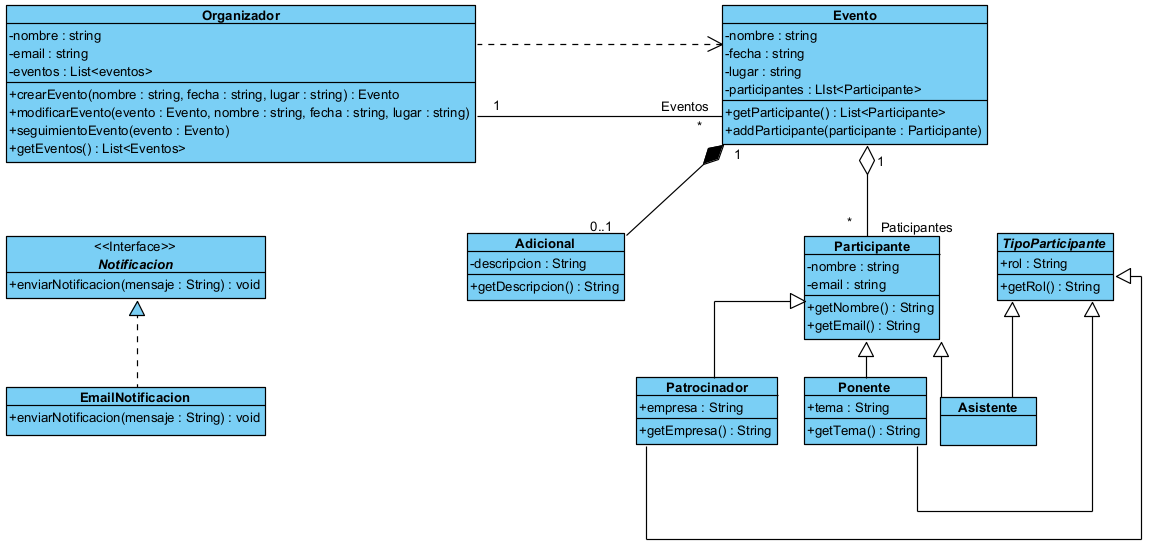 Organizador
-nombre : string
-email : string
-eventos : List<eventos>
+crearEvento(nombre : string, fecha : string, lugar : string) : Evento
+modificarEvento(evento : Evento, nombre : string, fecha : string, lugar : string)
+seguimientoEvento(evento : Evento)
+getEventos() : List<Eventos>
Evento
-nombre : string
-fecha : string
-lugar : string
-participantes : LIst<Participante>
+getParticipante() : List<Participante>
+addParticipante(participante : Participante)
1
Eventos
*
1
1
0..1
*
Paticipantes
<<Interface>>
Notificacion
+enviarNotificacion(mensaje : String) : void
Adicional
-descripcion : String
+getDescripcion() : String
Participante
-nombre : string
-email : string
+getNombre() : String
+getEmail() : String
TipoParticipante
+rol : String
+getRol() : String
EmailNotificacion
+enviarNotificacion(mensaje : String) : void
Patrocinador
+empresa : String
+getEmpresa() : String
Ponente
+tema : String
+getTema() : String
Asistente